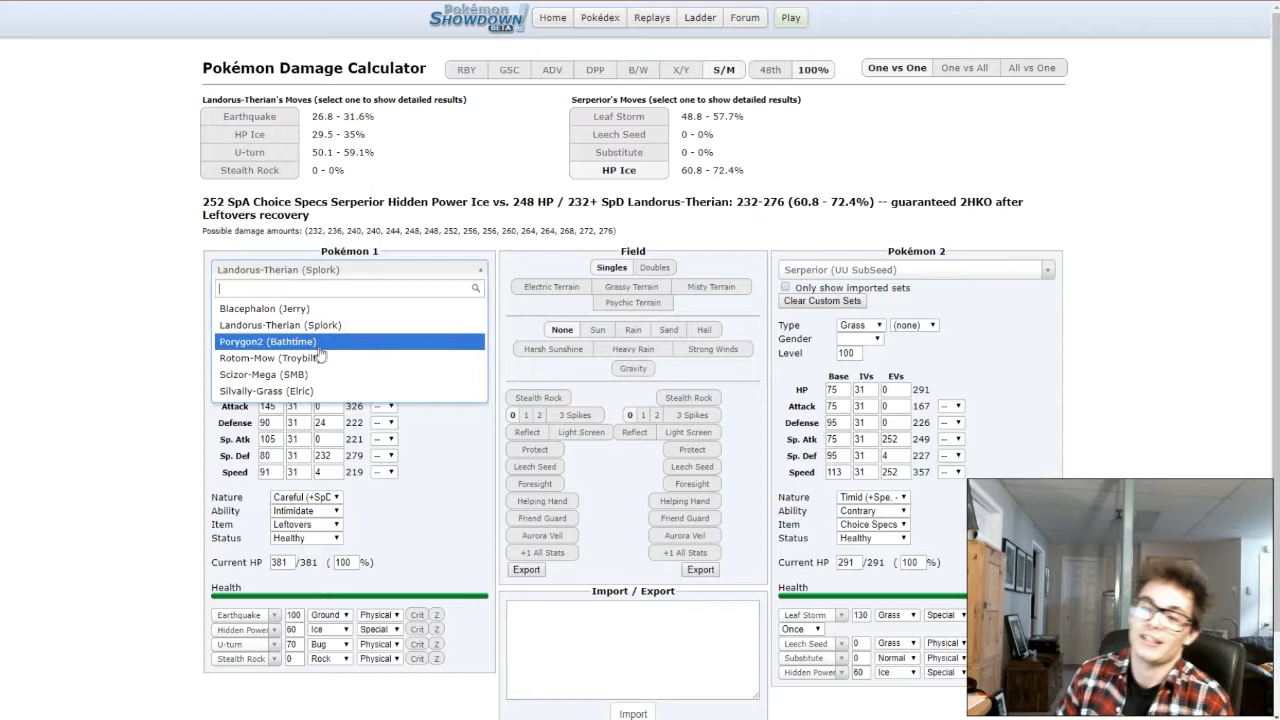 Pokémon SHOWDOWN! BETA
Home Pokédex Replays Ladder Forum Play
Pokémon Damage Calculator RBY GSC ADV DPP B/W X/Y S/M 48th 100% One vs One One vs All All vs One
Landorus-Therian's Moves (select one to show detailed results)
Earthquake 26.8 - 31.6%
HP Ice 29.5 - 35%
U-turn 50.1 - 59.1%
Stealth Rock 0 - 0%
Serperior's Moves (select one to show detailed results)
Leaf Storm 48.8 - 57.7%
Leech Seed 0 - 0%
Substitute 0 - 0%
HP Ice 60.8 - 72.4%
252 SpA Choice Specs Serperior Hidden Power Ice vs. 248 HP / 232+ SpD Landorus-Therian: 232-276 (60.8 - 72.4%) -- guaranteed 2HKO after
Leftovers recovery
Possible damage amounts: (232, 236, 240, 240, 244, 248, 248, 252, 256, 256, 260, 264, 264, 268, 272, 276)
Pokémon 1
Landorus-Therian (Splork)
Blacephalon (Jerry)
Landorus-Therian (Splork)
Porygon2 (Bathtime)
Rotom-Mow (Troybilt
Scizor-Mega (SMB)
Silvally-Grass (Elric)
Attack 145 31 0 326 --
Defense 90 31 24 222 --
Sp. Atk 105 31 0 221 --
Sp. Def 80 31 232 279 --
Speed 91 31 4 219 --
Nature Careful (+SpD
Ability Intimidate
Item Leftovers
Status Healthy
Current HP 381 /381 ( 100 %)
Health
Earthquake 100 Ground Physical Crit Z
Hidden Power 60 Ice Special Crit Z
U-turn 70 Bug Physical Crit Z
Stealth Rock 0 Rock Physical Crit Z
Field
Singles Doubles
Electric Terrain Grassy Terrain Misty Terrain
Psychic Terrain
None Sun Rain Sand Hail
Harsh Sunshine Heavy Rain Strong Winds
Gravity
Stealth Rock Stealth Rock
0 1 2 3 Spikes 0 1 2 3 Spikes
Reflect Light Screen Reflect Light Screen
Protect Protect
Leech Seed Leech Seed
Foresight Foresight
Helping Hand Helping Hand
Friend Guard Friend Guard
Aurora Veil Aurora Veil
+1 All Stats +1 All Stats
Export Export
Import / Export
Import
Pokémon 2
Serperior (UU SubSeed)
Only show imported sets
Clear Custom Sets
Type Grass (none)
Gender
Level 100
Base IVs EVs
HP 75 31 0 291
Attack 75 31 0 167 --
Defense 95 31 0 226 --
Sp. Atk 75 31 252 249 --
Sp. Def 95 31 4 227 --
Speed 113 31 252 357 --
Nature Timid (+Spe, -
Ability Contrary
Item Choice Specs
Status Healthy
Current HP 291 /291 ( 100 %)
Health
Leaf Storm 130 Grass Special
Once
Leech Seed 0 Grass Physical
Substitute 0 Normal Physical
Hidden Power 60 Ice Special